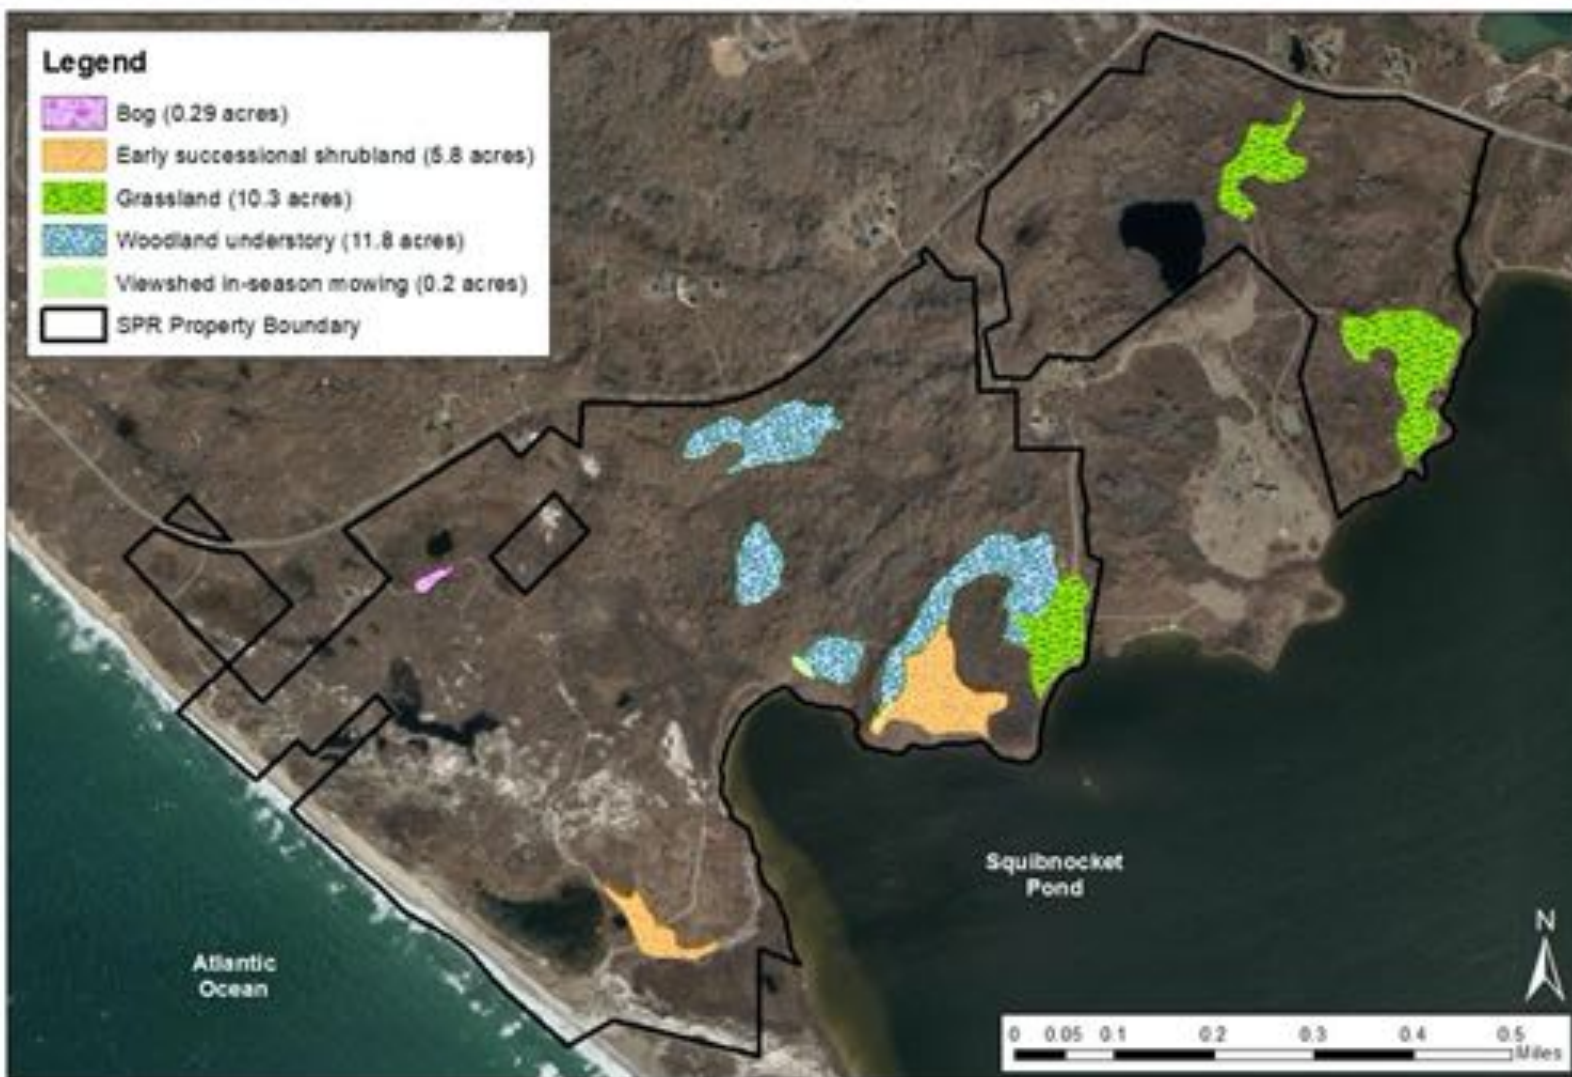 Legend
Bog (0.29 acres)
Early successional shrubland (5.8 acres)
Grassland (10.3 acres)
Woodland understory (11.8 acres)
Viewshed in-season mowing (0.2 acres)
SPR Property Boundary
Squibnocket
Pond
Atlantic
Ocean
N
0 0.05 0.1 0.2 0.3 0.4 0.5
Miles